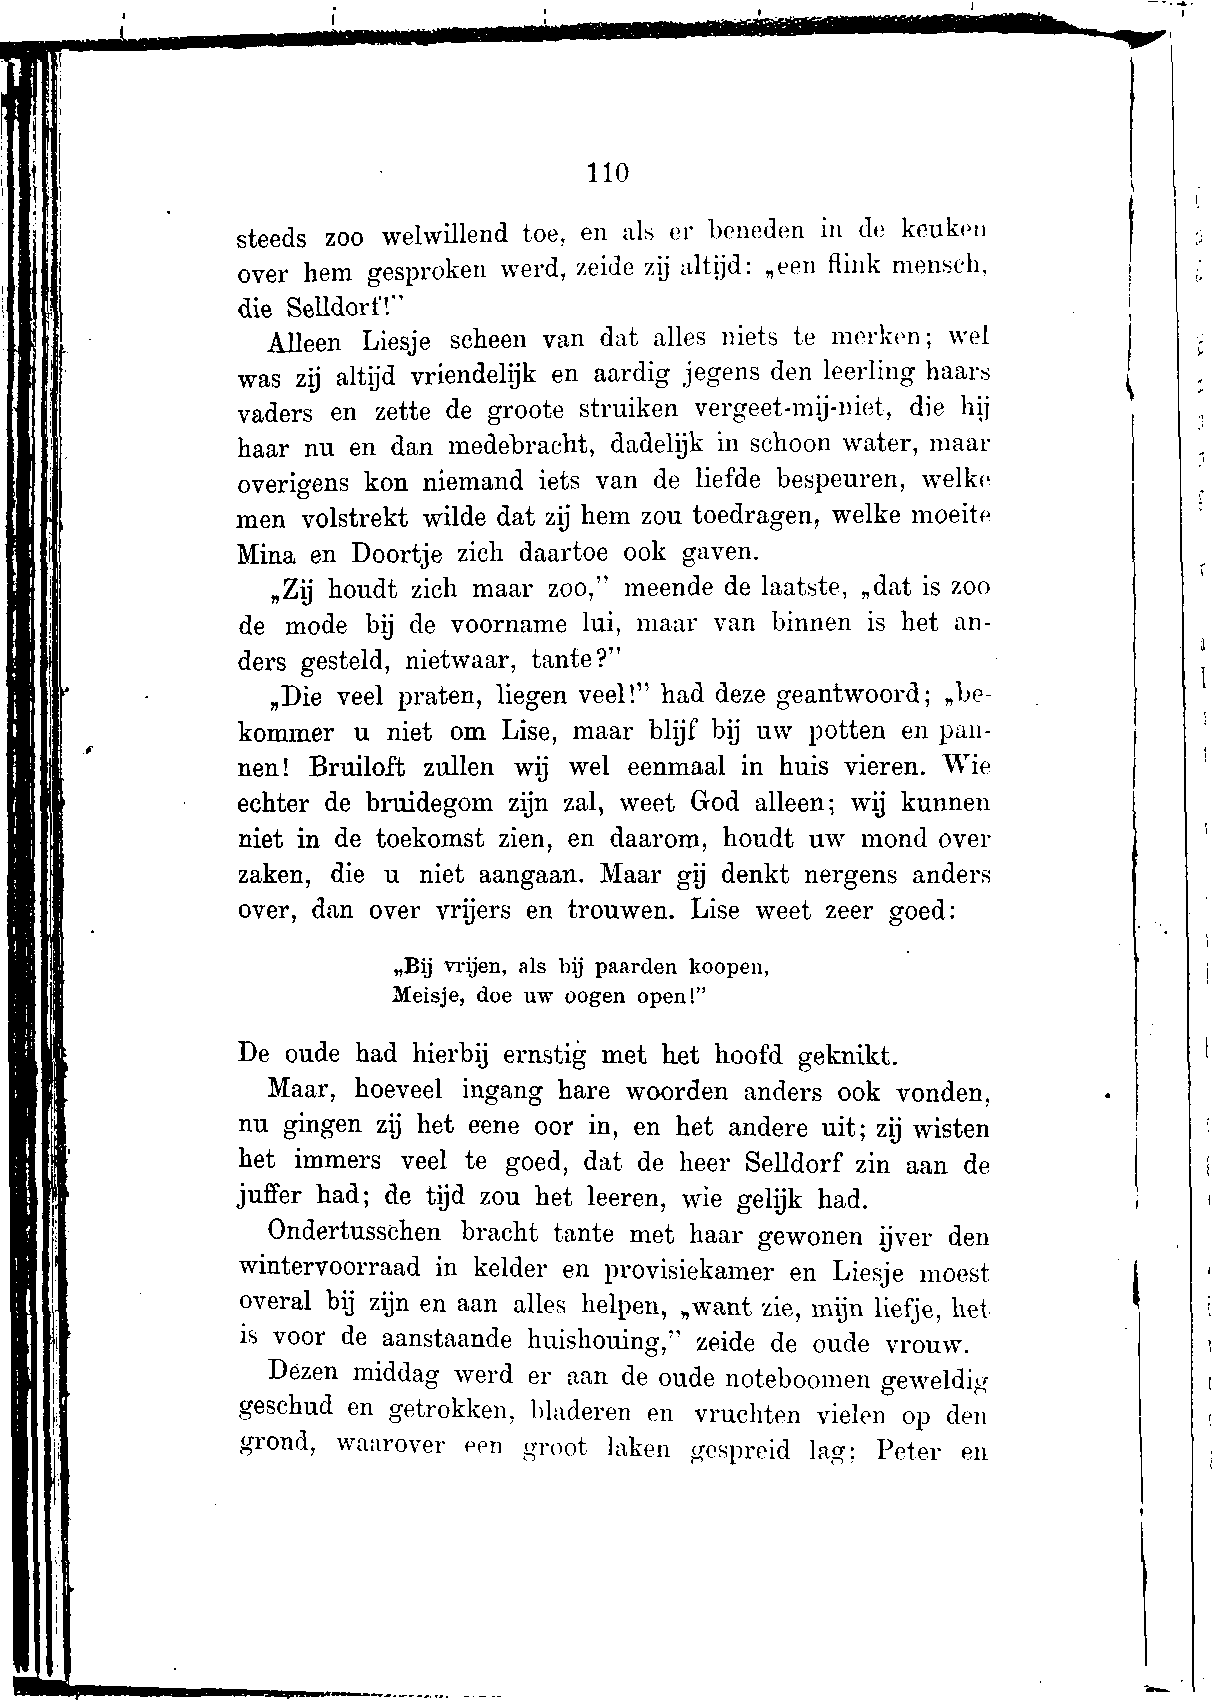 110
steeds zoo welwillend toe, en als er beneden in de keuken
over hem gesproken werd, zeide zij altijd: „een flink mensch,
die Selldorf!”
Alleen Liesje scheen van dat alles niets te merken; wel
was zij altijd vriendelijk en aardig jegens den leerling haars
vaders en zette de groote struiken vergeet-mij-niet, die hij
haar nu en dan medebracht, dadelijk in schoon water, maar
overigens kon niemand iets van de liefde bespeuren, welke
men volstrekt wilde dat zij hem zou toedragen, welke moeite
Mina en Doortje zich daartoe ook gaven.
„Zij houdt zich maar zoo,” meende de laatste, „dat is zoo
de mode bij de voorname lui, maar van binnen is het an-
ders gesteld, nietwaar, tante?”
„Die veel praten, liegen veel!” had deze geantwoord; „be-
kommer u niet om Lise, maar blijf bij uw potten en pan-
nen! Bruiloft zullen wij wel eenmaal in huis vieren. Wie
echter de bruidegom zijn zal, weet God alleen; wij kunnen
niet in de toekomst zien, en daarom, houdt uw mond over
zaken, die u niet aangaan. Maar gij denkt nergens anders
over, dan over vrijers en trouwen. Lise weet zeer goed:
„Bij vrijen, als bij paarden koopen,
Meisje, doe uw oogen open!”
De oude had hierbij ernstig met het hoofd geknikt.
Maar, hoeveel ingang hare woorden anders ook vonden,
nu gingen zij het eene oor in, en het andere uit; zij wisten
het immers veel te goed, dat de heer Selldorf zin aan de
juffer had; de tijd zou het leeren, wie gelijk had.
Ondertusschen bracht tante met haar gewonen ijver den
wintervoorraad in kelder en provisiekamer en Liesje moest
overal bij zijn en aan alles helpen, „want zie, mijn liefje, het
is voor de aanstaande huishouing,” zeide de oude vrouw.
Dezen middag werd er aan de oude noteboomen geweldig
geschud en getrokken, bladeren en vruchten vielen op den
grond, waarover een groot laken gespreid lag; Peter en